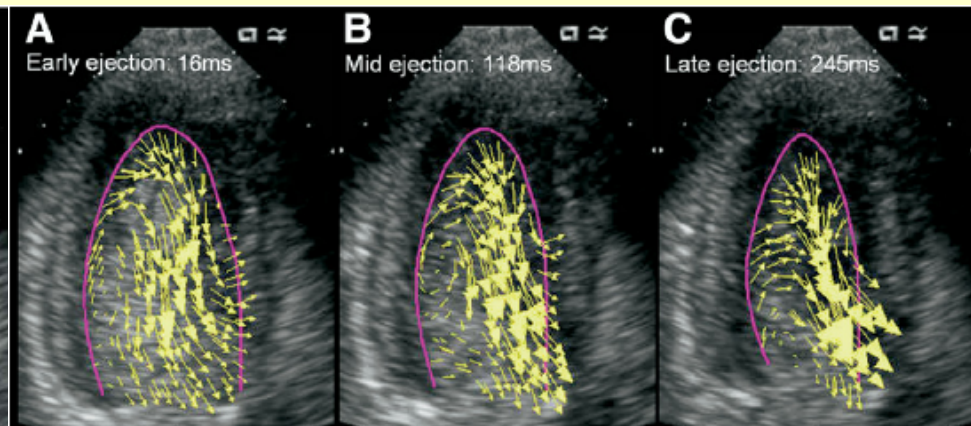 A
Early ejection: 16ms
B
Mid ejection: 118ms
C
Late ejection: 245ms